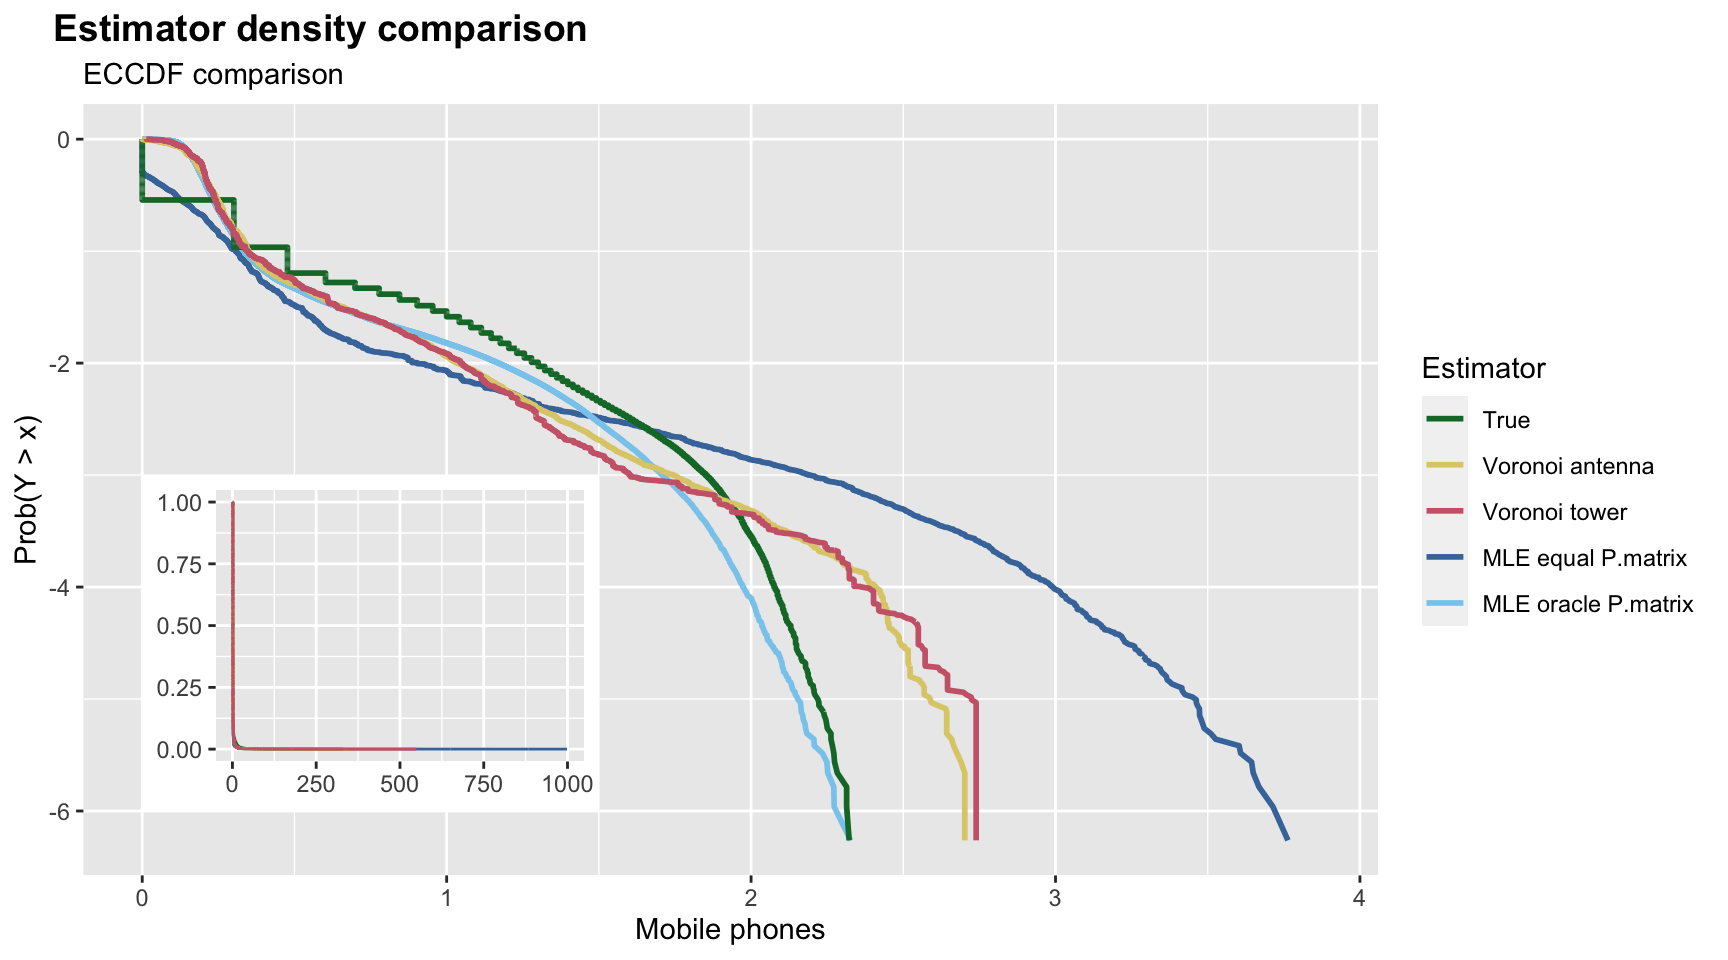 Estimator density comparison
ECCDF comparison
Prob(Y > x)
0
-2
-4
-6
1.00
0.75
0.50
0.25
0.00
0 250 500 750 1000
0 1 2 3 4
Mobile phones
Estimator
True
Voronoi antenna
Voronoi tower
MLE equal P.matrix
MLE oracle P.matrix